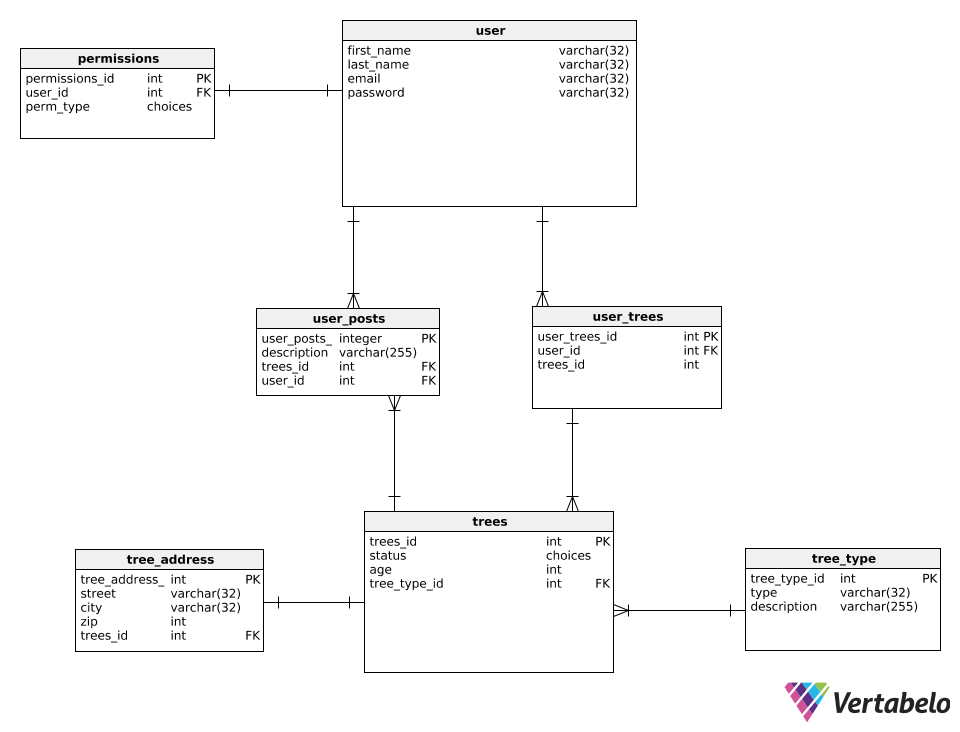 user
first_name varchar(32)
last_name varchar(32)
email varchar(32)
password varchar(32)
permissions
permissions_id int PK
user_id int FK
perm_type choices
user_posts
user_posts_ integer PK
description varchar(255)
trees_id int FK
user_id int FK
user_trees
user_trees_id int PK
user_id int FK
trees_id int
trees
trees_id int PK
status choices
age int
tree_type_id int FK
tree_address
tree_address_ int PK
street varchar(32)
city varchar(32)
zip int
trees_id int FK
tree_type
tree_type_id int PK
type varchar(32)
description varchar(255)
Vertabelo